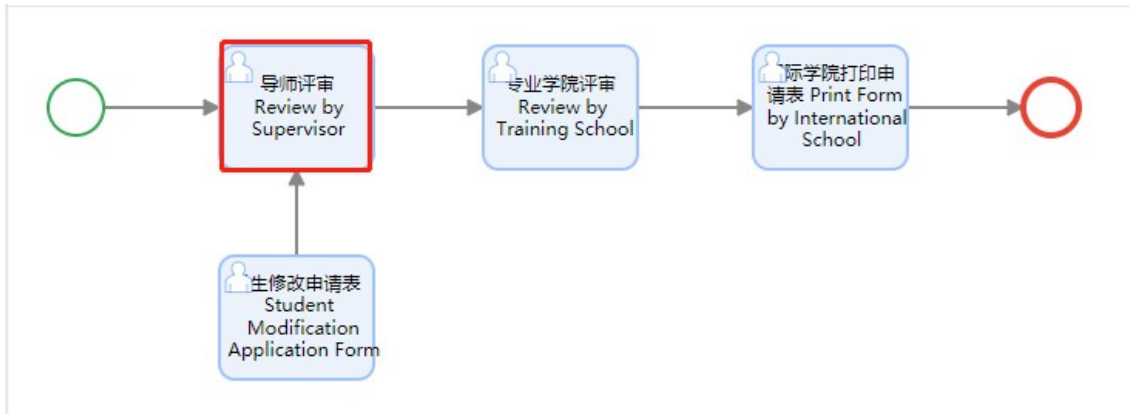 导师评审
Review by
Supervisor
专业学院评审
Review by
Training School
际学院打印申
请表 Print Form
by International
School
生修改申请表
Student
Modification
Application Form